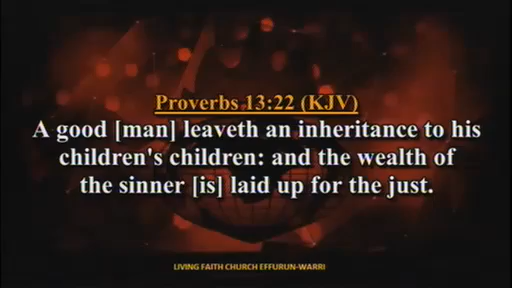 Proverbs 13:22 (KJV)
A good [man] leaveth an inheritance to his
children's children: and the wealth of
the sinner [is] laid up for the just.
LIVING FAITH CHURCH EFFURUN-WARRI